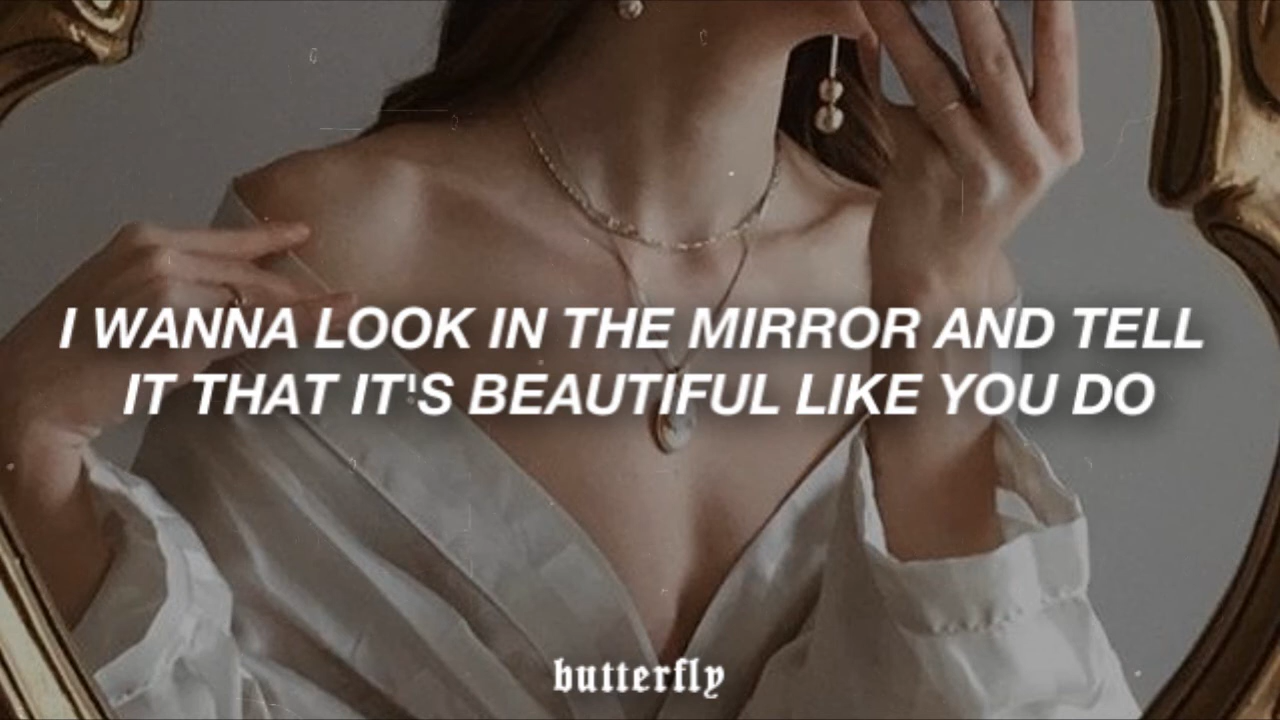 I WANNA LOOK IN THE MIRROR AND TELL
IT THAT IT'S BEAUTIFUL LIKE YOU DO
butterfly